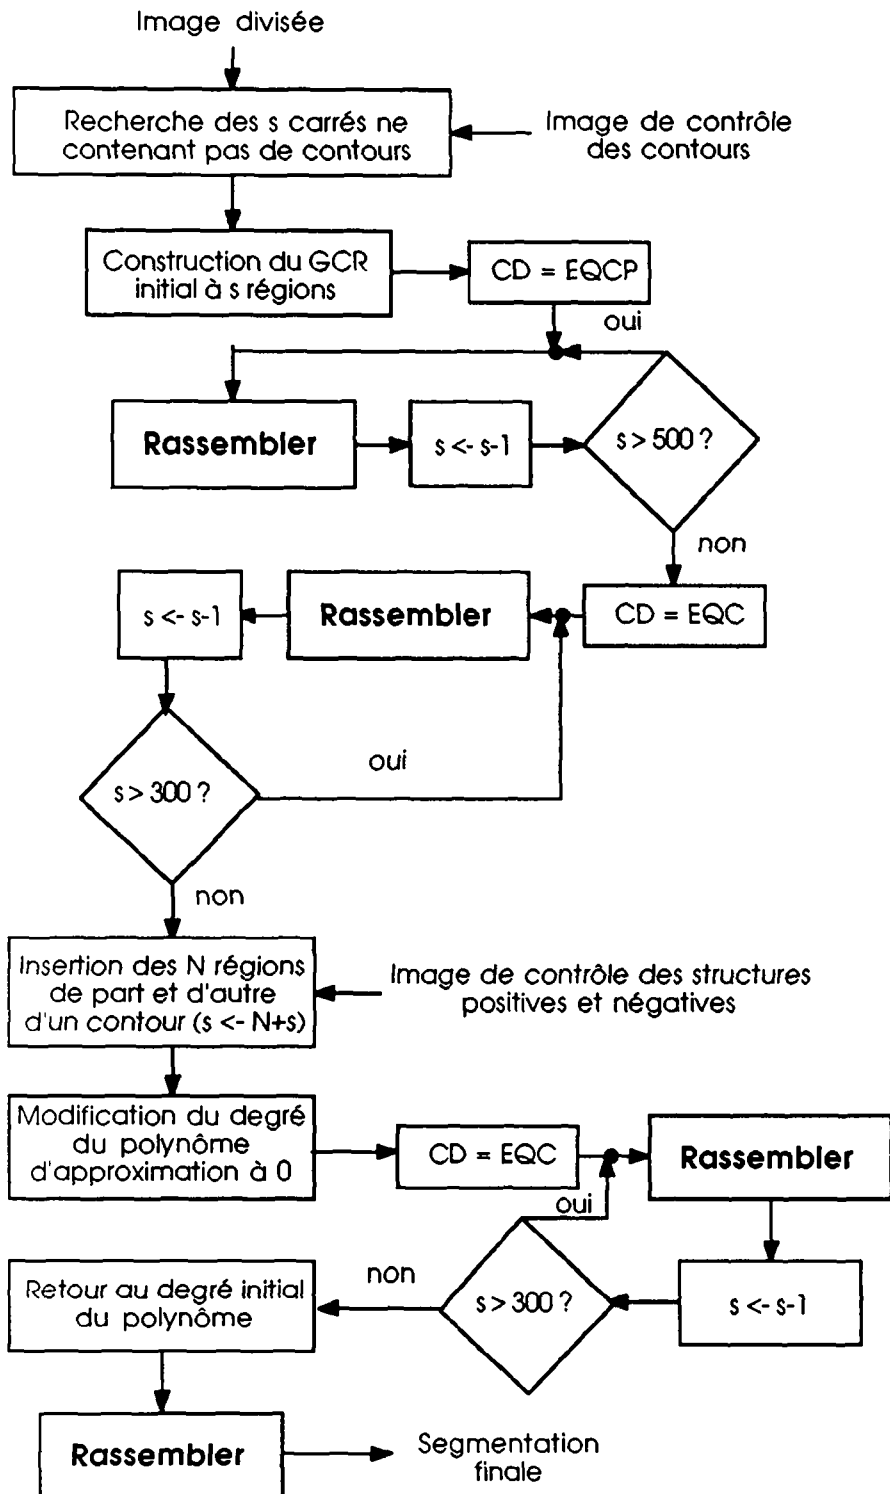 Image divisée
Recherche des s carrés ne
contenant pas de contours
Image de contrôle
des contours
Construction du GCR
initial à s régions
CD = EQCP
oui
Rassembler
s <- s-1
s > 500 ?
non
CD = EQC
Rassembler
s <- s-1
s > 300 ?
oui
non
Insertion des N régions
de part et d'autre
d'un contour (s <- N+s)
Image de contrôle des structures
positives et négatives
Modification du degré
du polynôme
d'approximation à 0
CD = EQC
Rassembler
oui
s <- s-1
s > 300 ?
non
Retour au degré initial
du polynôme
Rassembler
Segmentation
finale